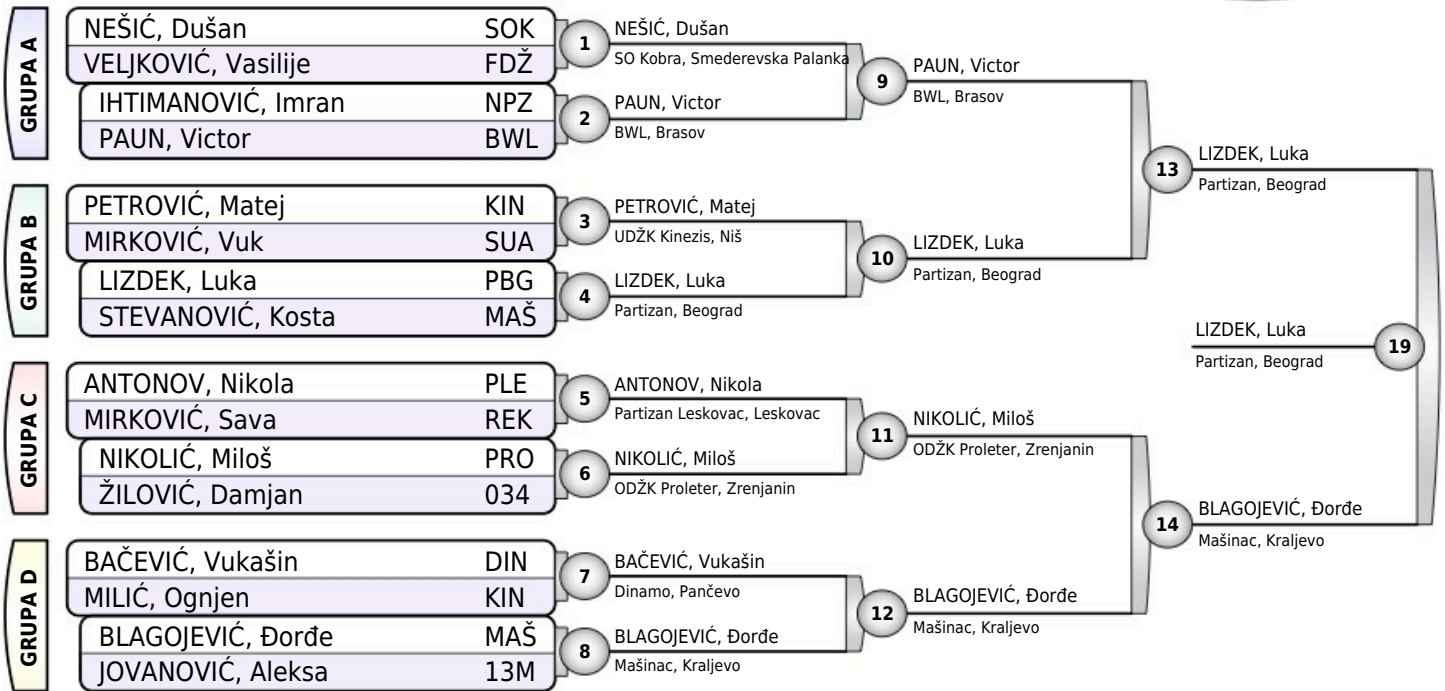 GRUPA A
NEŠIĆ, Dušan SOK
VELJKOVIĆ, Vasilije FDŽ
IHTIMANOVIĆ, Imran NPZ
PAUN, Victor BWL
1
NEŠIĆ, Dušan
SO Kobra, Smederevska Palanka
2
PAUN, Victor
BWL, Brasov
9
PAUN, Victor
BWL, Brasov
GRUPA B
PETROVIĆ, Matej KIN
MIRKOVIĆ, Vuk SUA
LIZDEK, Luka PBG
STEVANOVIĆ, Kosta MAŠ
3
PETROVIĆ, Matej
UDŽK Kinezis, Niš
4
LIZDEK, Luka
Partizan, Beograd
10
LIZDEK, Luka
Partizan, Beograd
13
LIZDEK, Luka
Partizan, Beograd
GRUPA C
ANTONOV, Nikola PLE
MIRKOVIĆ, Sava REK
NIKOLIĆ, Miloš PRO
ŽILOVIĆ, Damjan 034
5
ANTONOV, Nikola
Partizan Leskovac, Leskovac
6
NIKOLIĆ, Miloš
ODŽK Proleter, Zrenjanin
11
NIKOLIĆ, Miloš
ODŽK Proleter, Zrenjanin
GRUPA D
BAČEVIĆ, Vukašin DIN
MILIĆ, Ognjen KIN
BLAGOJEVIĆ, Đorđe MAŠ
JOVANOVIĆ, Aleksa 13M
7
BAČEVIĆ, Vukašin
Dinamo, Pančevo
8
BLAGOJEVIĆ, Đorđe
Mašinac, Kraljevo
12
BLAGOJEVIĆ, Đorđe
Mašinac, Kraljevo
14
BLAGOJEVIĆ, Đorđe
Mašinac, Kraljevo
LIZDEK, Luka
Partizan, Beograd
19